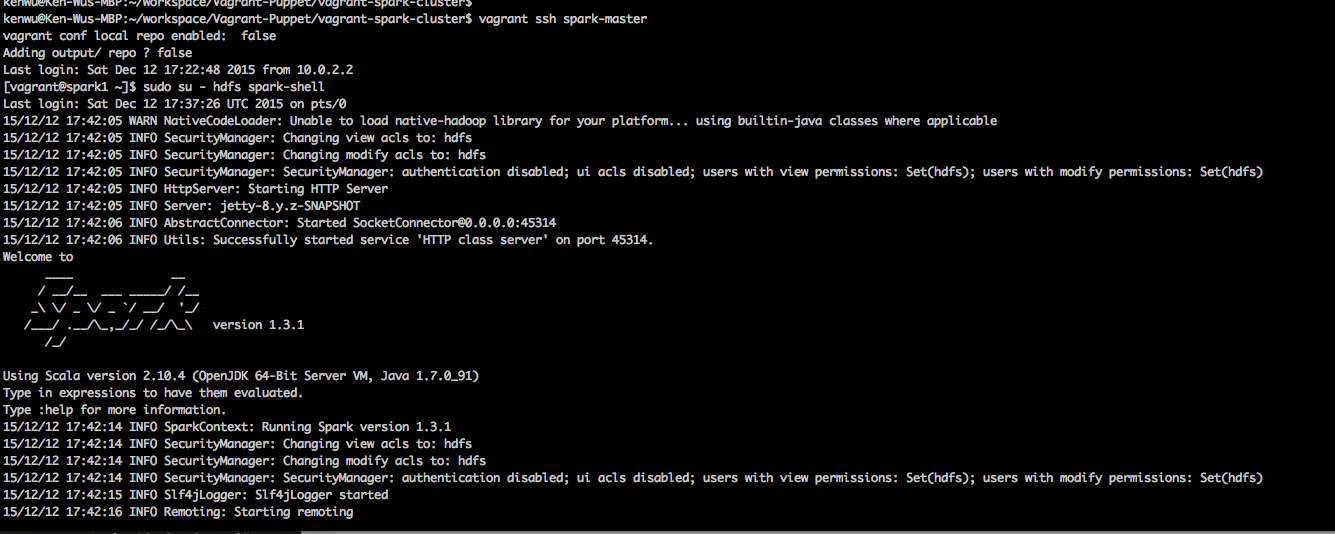 kenwu@Ken-Wus-MBP:~/Workspace/Vagrant-Puppet/vagrant-spark-cluster$
kenwu@Ken-Wus-MBP:~/Workspace/Vagrant-Puppet/vagrant-spark-cluster$ vagrant ssh spark-master
vagrant conf local repo enabled:  false
Adding output/ repo ? false
Last login: Sat Dec 12 17:22:48 2015 from 10.0.2.2
[vagrant@spark1 ~]$ sudo su - hdfs spark-shell
Last login: Sat Dec 12 17:37:26 UTC 2015 on pts/0
15/12/12 17:42:05 WARN NativeCodeLoader: Unable to load native-hadoop library for your platform... using builtin-java classes where applicable
15/12/12 17:42:05 INFO SecurityManager: Changing view acls to: hdfs
15/12/12 17:42:05 INFO SecurityManager: Changing modify acls to: hdfs
15/12/12 17:42:05 INFO SecurityManager: SecurityManager: authentication disabled; ui acls disabled; users with view permissions: Set(hdfs); users with modify permissions: Set(hdfs)
15/12/12 17:42:05 INFO HttpServer: Starting HTTP Server
15/12/12 17:42:05 INFO Server: jetty-8.y.z-SNAPSHOT
15/12/12 17:42:06 INFO AbstractConnector: Started SocketConnector@0.0.0.0:45314
15/12/12 17:42:06 INFO Utils: Successfully started service 'HTTP class server' on port 45314.
Welcome to
      ____              __
     / __/__  ___ _____/ /__
    _\ \/ _ \/ _ `/ __/  '_/
   /___/ .__/\_,_/_/ /_/\_\   version 1.3.1
      /_/
Using Scala version 2.10.4 (OpenJDK 64-Bit Server VM, Java 1.7.0_91)
Type in expressions to have them evaluated.
Type :help for more information.
15/12/12 17:42:14 INFO SparkContext: Running Spark version 1.3.1
15/12/12 17:42:14 INFO SecurityManager: Changing view acls to: hdfs
15/12/12 17:42:14 INFO SecurityManager: Changing modify acls to: hdfs
15/12/12 17:42:14 INFO SecurityManager: SecurityManager: authentication disabled; ui acls disabled; users with view permissions: Set(hdfs); users with modify permissions: Set(hdfs)
15/12/12 17:42:15 INFO Slf4jLogger: Slf4jLogger started
15/12/12 17:42:16 INFO Remoting: Starting remoting